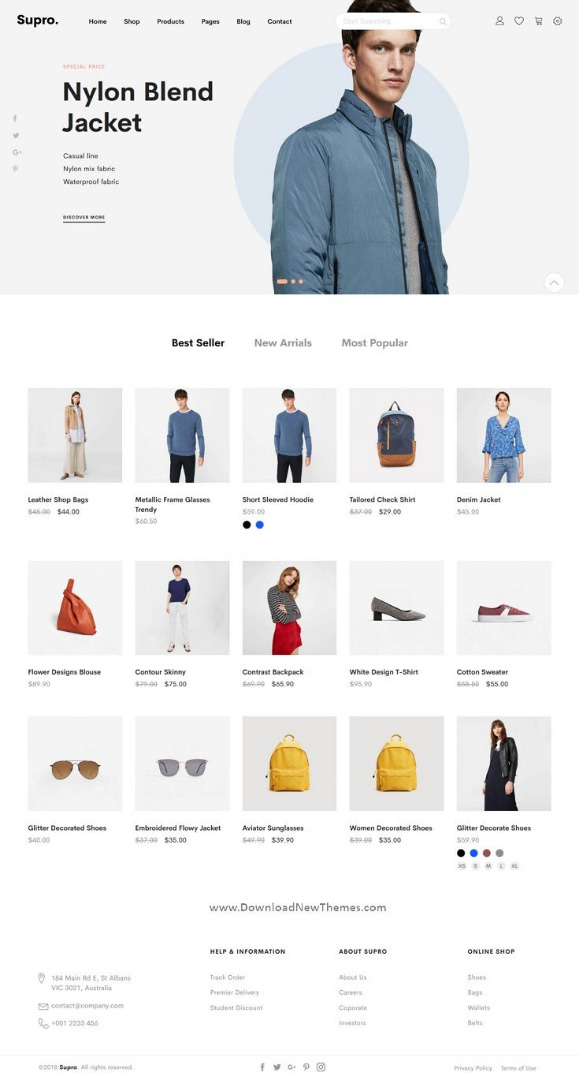 Supro.
Home Shop Products Pages Blog Contact
Start Searching...
SPECIAL PRICE
Nylon Blend
Jacket
Casual line
Nylon mix fabric
Waterproof fabric
DISCOVER MORE
Best Seller New Arrials Most Popular
Leather Shop Bags
$48.00 $44.00
Metallic Frame Glasses
Trendy
$60.50
Short Sleeved Hoodie
$59.00
Tailored Check Shirt
$37.00 $29.00
Denim Jacket
$45.00
Flower Designs Blouse
$89.90
Contour Skinny
$79.00 $75.00
Contrast Backpack
$69.90 $65.90
White Design T-Shirt
$95.90
Cotton Sweater
$58.50 $55.00
Glitter Decorated Shoes
$40.00
Embroidered Flowy Jacket
$37.00 $35.00
Aviator Sunglasses
$49.90 $39.90
Women Decorated Shoes
$39.00 $35.00
Glitter Decorate Shoes
$59.90
XS S M L XL
www.DownloadNewThemes.com
184 Main Rd E, St Albans
VIC 3021, Australia
contact@company.com
+001 2233 456
HELP & INFORMATION
Track Order
Premier Delivery
Student Discount
ABOUT SUPRO
About Us
Careers
Coporate
Investors
ONLINE SHOP
Shoes
Bags
Wallets
Belts
©2018 Supro. All rights reserved.
Privacy Policy Terms of Use